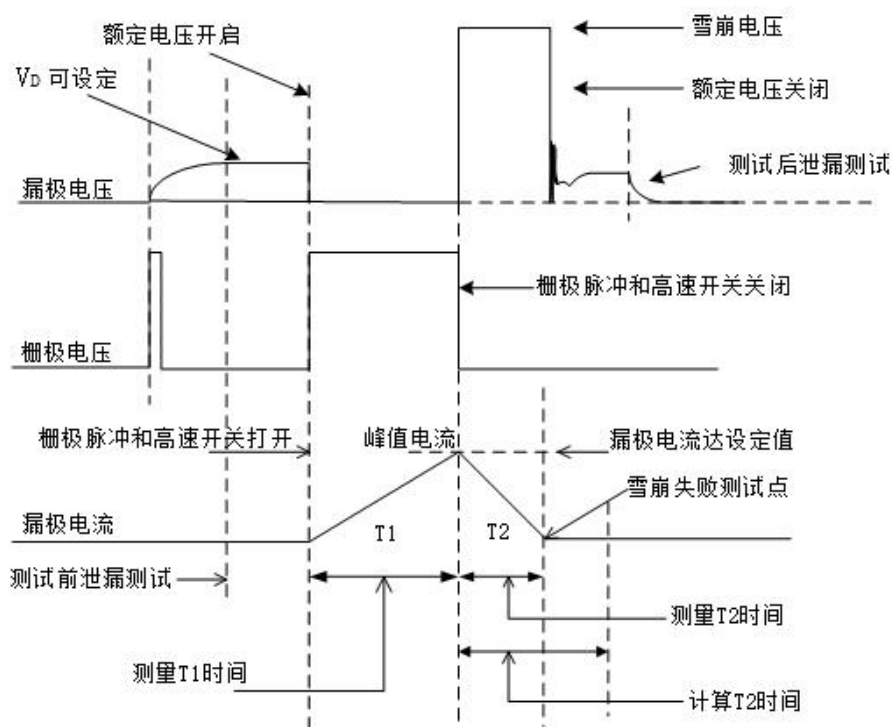 额定电压开启
雪崩电压
VD 可设定
额定电压关闭
测试后泄漏测试
漏极电压
栅极脉冲和高速开关关闭
栅极电压
栅极脉冲和高速开关打开
峰值电流
漏极电流达设定值
雪崩失败测试点
漏极电流
T1
T2
测试前泄漏测试
测量T2时间
测量T1时间
计算T2时间